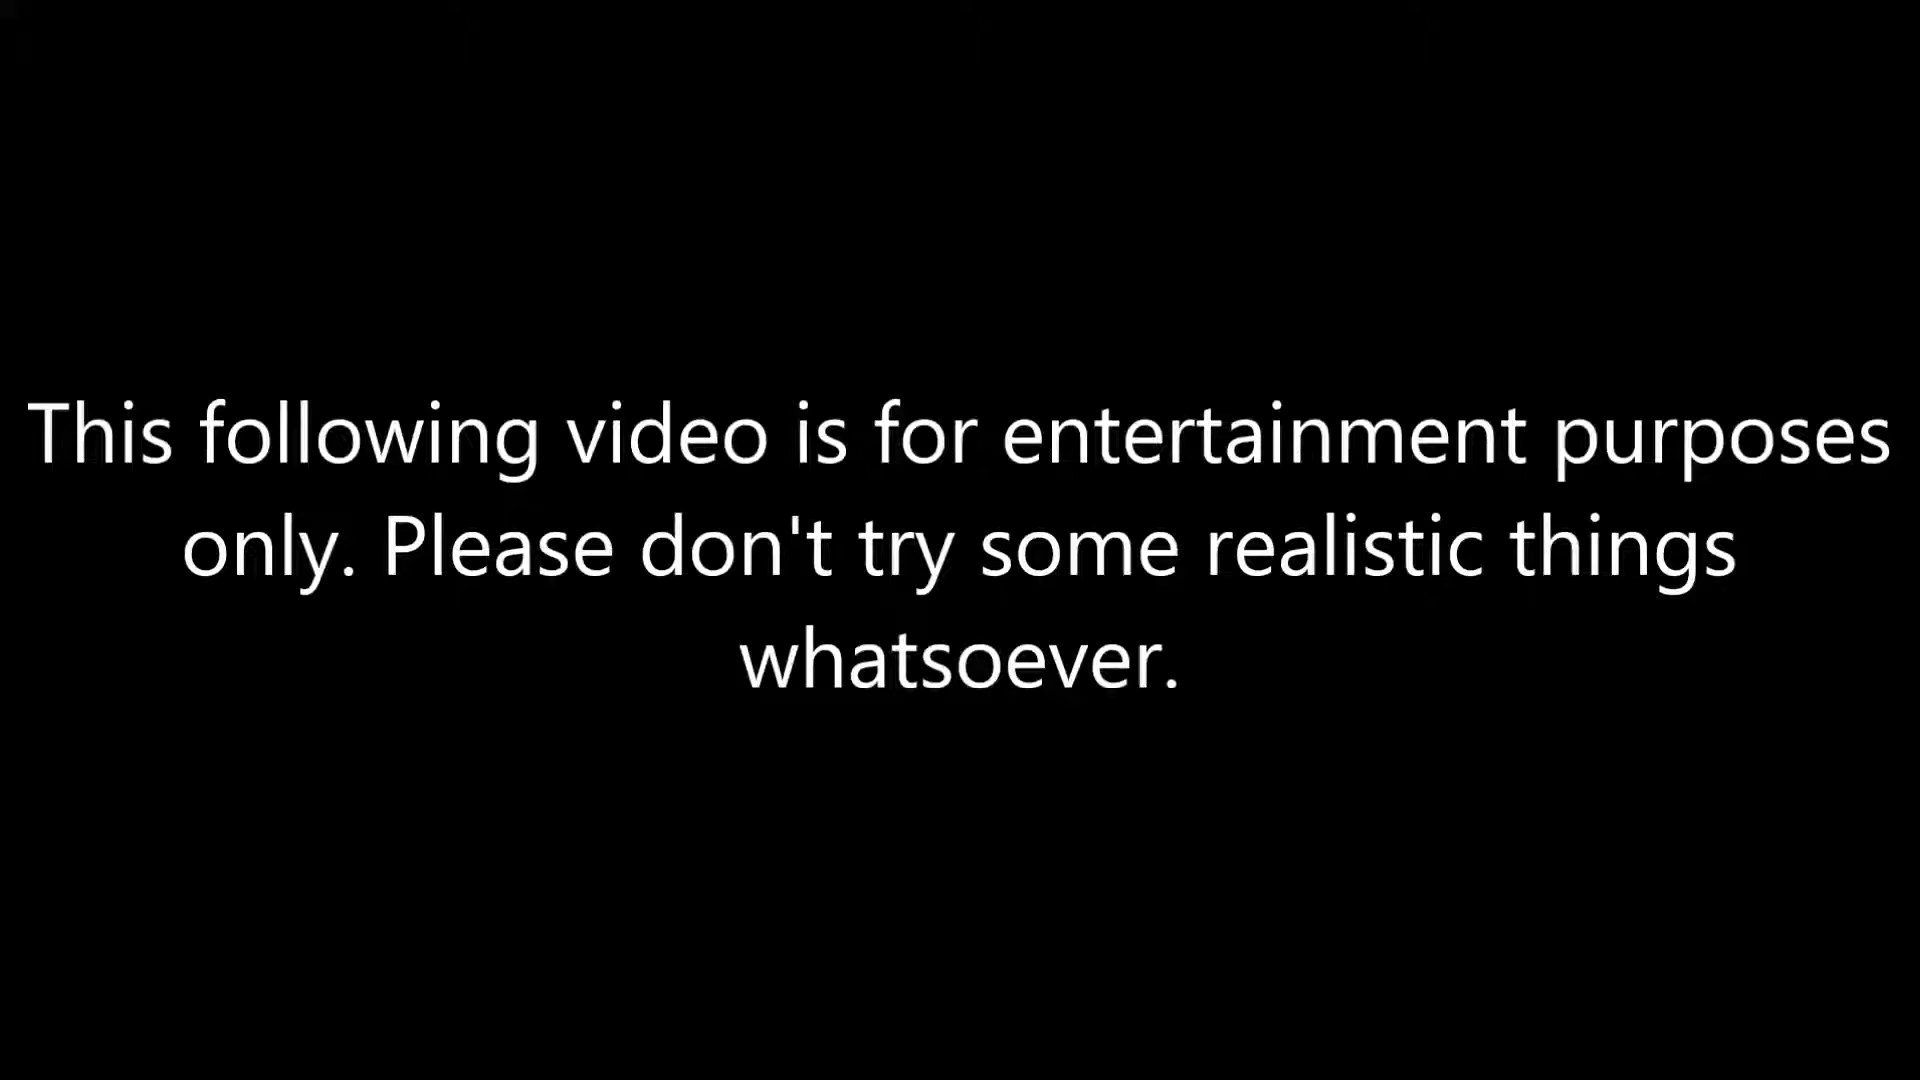 This following video is for entertainment purposes
only. Please don't try some realistic things
whatsoever.